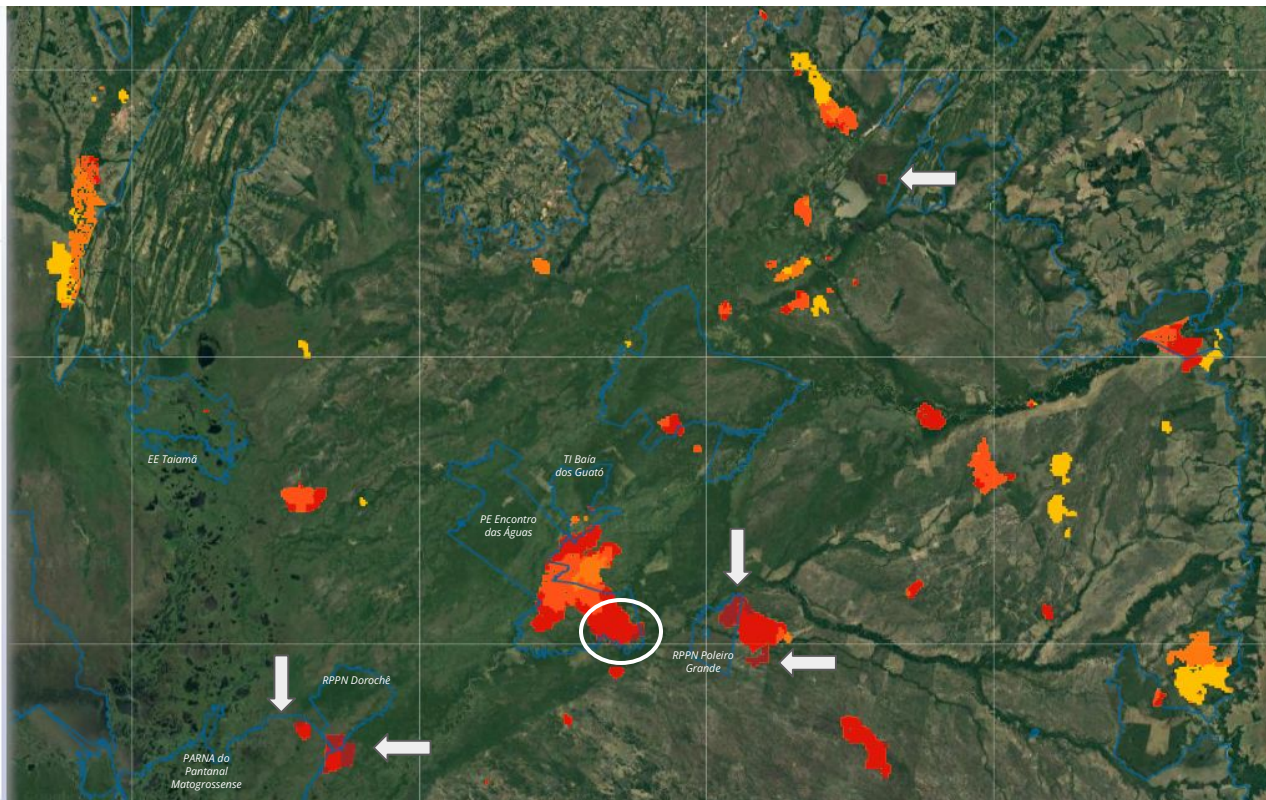 EE Taiamã
TI Baía
dos Guató
PE Encontro
das Águas
RPPN Poleiro
Grande
RPPN Dorochê
PARNA do
Pantanal
Matogrossense